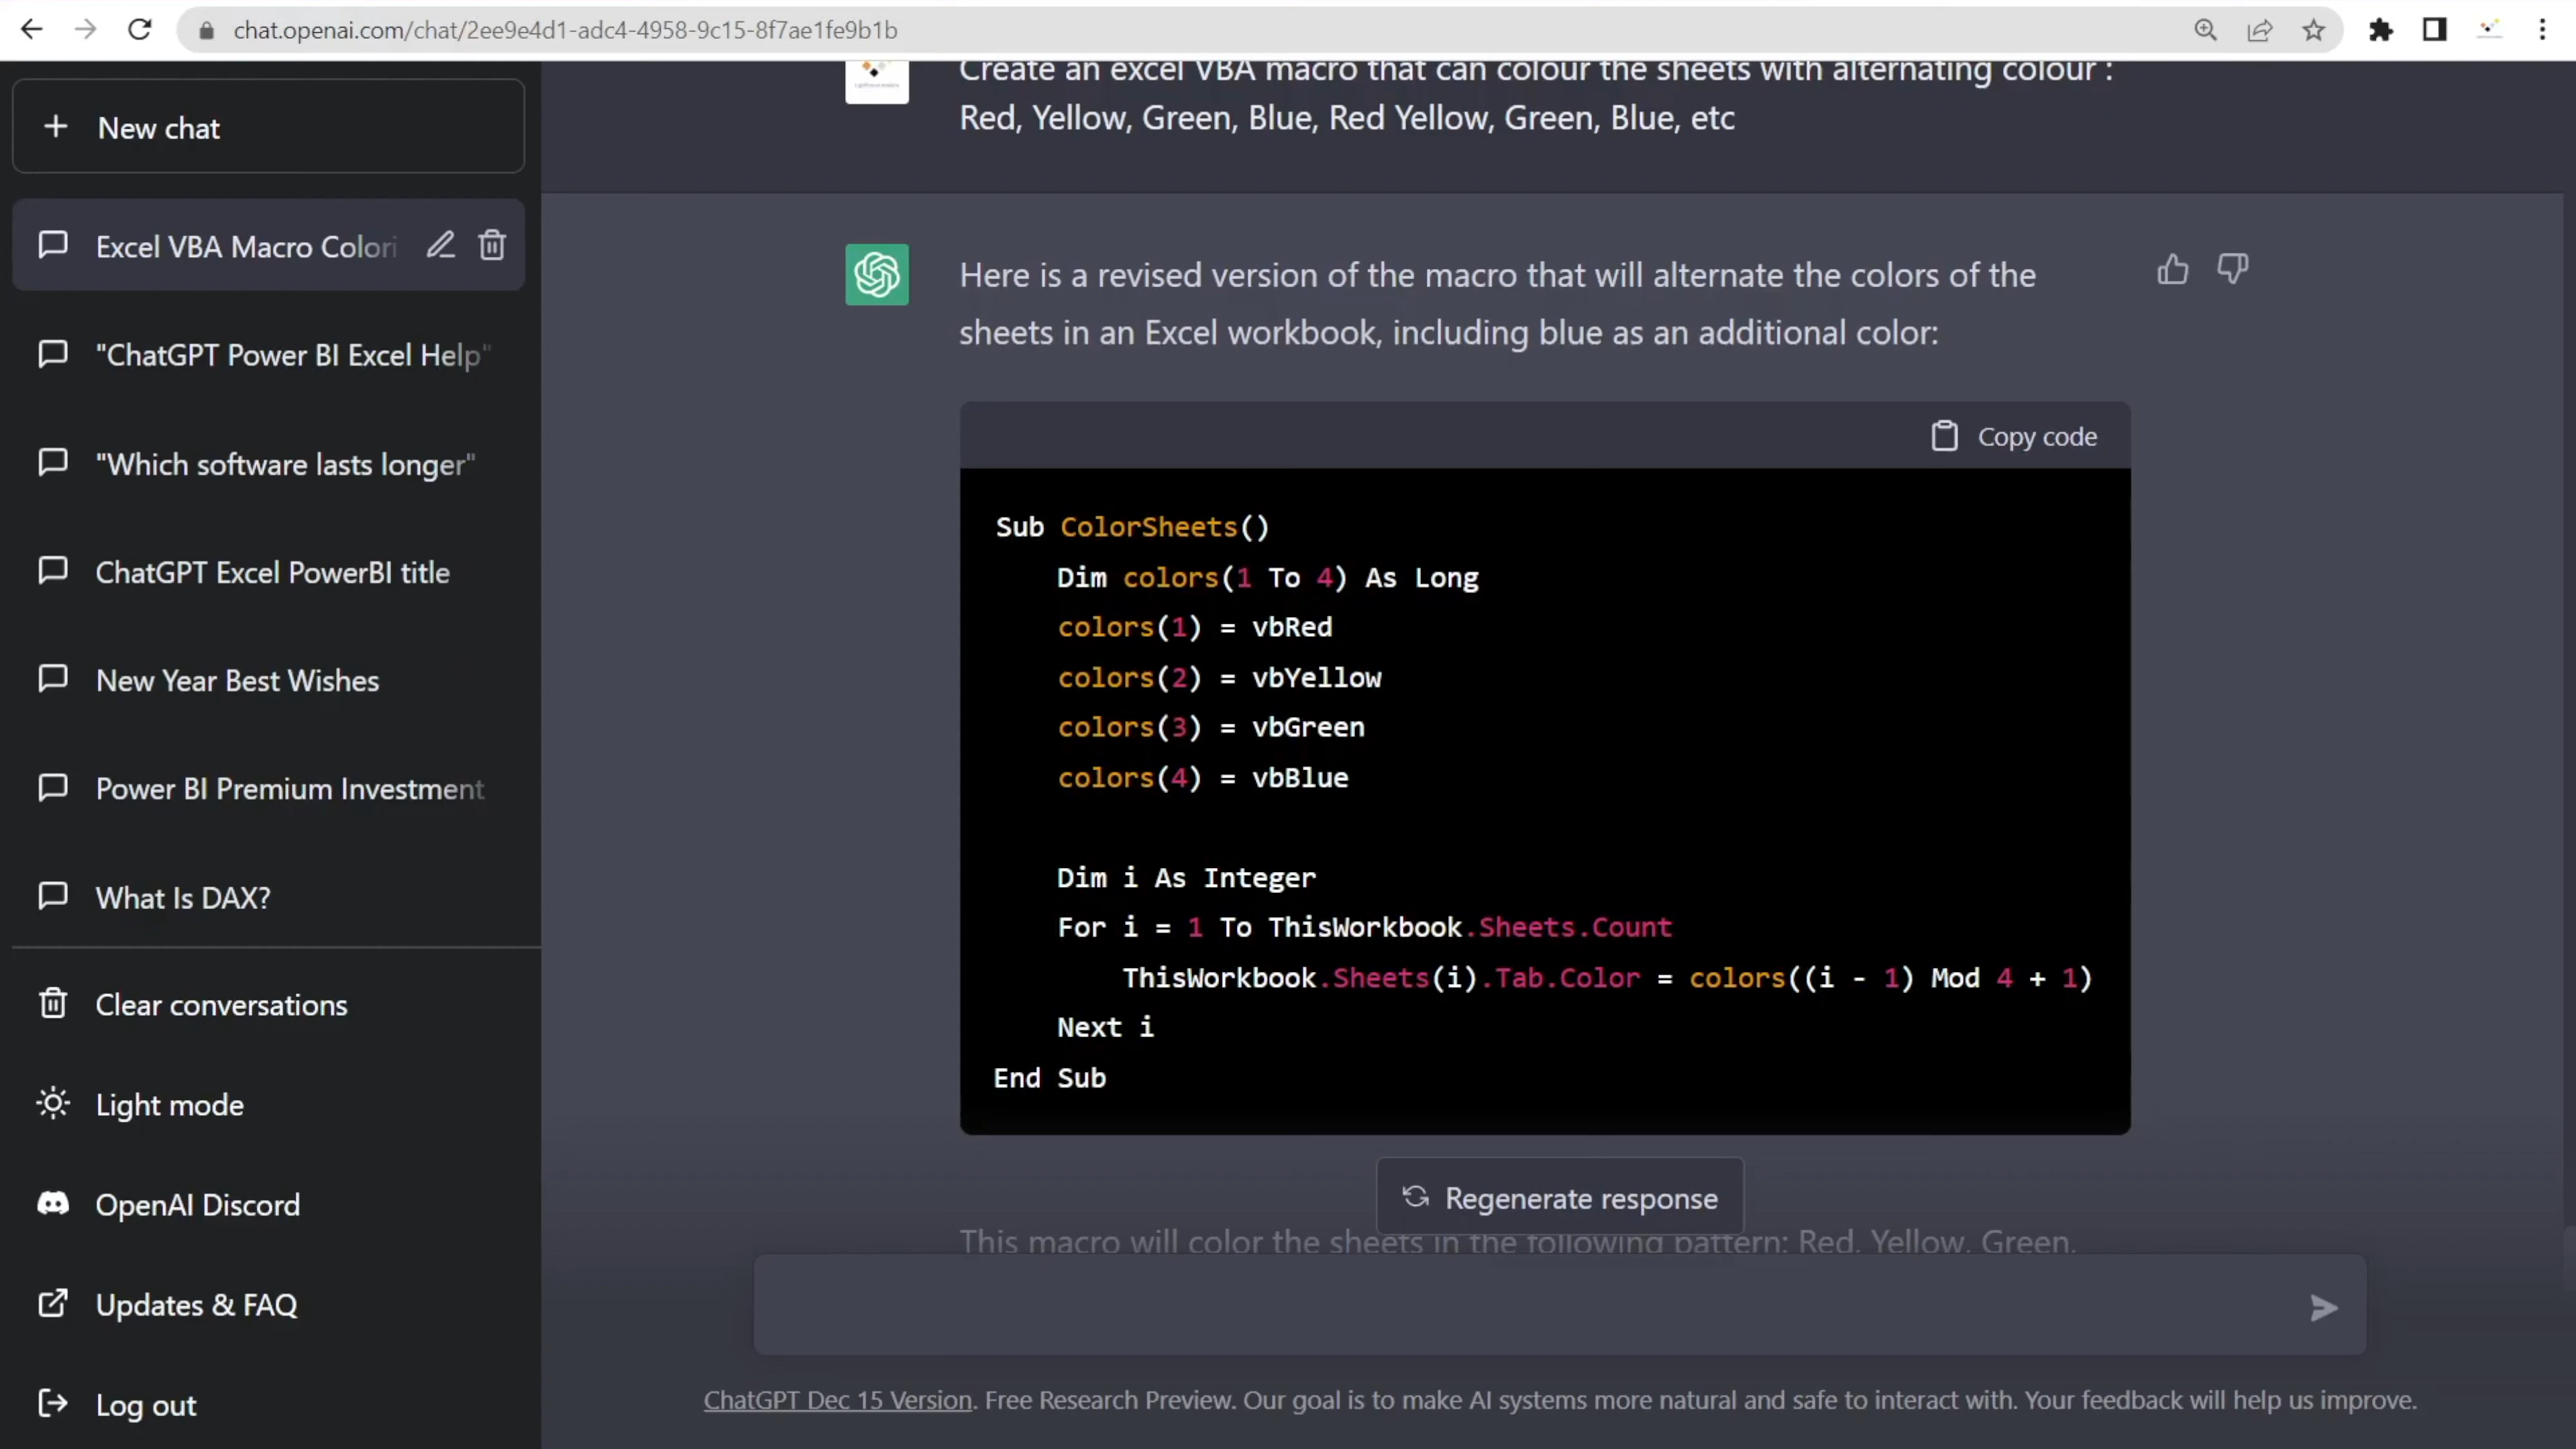 chat.openai.com/chat/2ee9e4d1-adc4-4958-9c15-8f7ae1fe9b1b
New chat
Excel VBA Macro Colori
"ChatGPT Power BI Excel Help"
"Which software lasts longer"
ChatGPT Excel PowerBI title
New Year Best Wishes
Power BI Premium Investment
What Is DAX?
Clear conversations
Light mode
OpenAI Discord
Updates & FAQ
Log out
Create an excel VBA macro that can colour the sheets with alternating colour :
Red, Yellow, Green, Blue, Red Yellow, Green, Blue, etc
Here is a revised version of the macro that will alternate the colors of the
sheets in an Excel workbook, including blue as an additional color:
Copy code
Sub ColorSheets()
Dim colors(1 To 4) As Long
colors(1) = vbRed
colors(2) = vbYellow
colors(3) = vbGreen
colors(4) = vbBlue
Dim i As Integer
For i = 1 To ThisWorkbook.Sheets.Count
ThisWorkbook.Sheets(i).Tab.Color = colors((i - 1) Mod 4 + 1)
Next i
End Sub
Regenerate response
This macro will color the sheets in the following pattern: Red, Yellow, Green,
ChatGPT Dec 15 Version. Free Research Preview. Our goal is to make AI systems more natural and safe to interact with. Your feedback will help us improve.